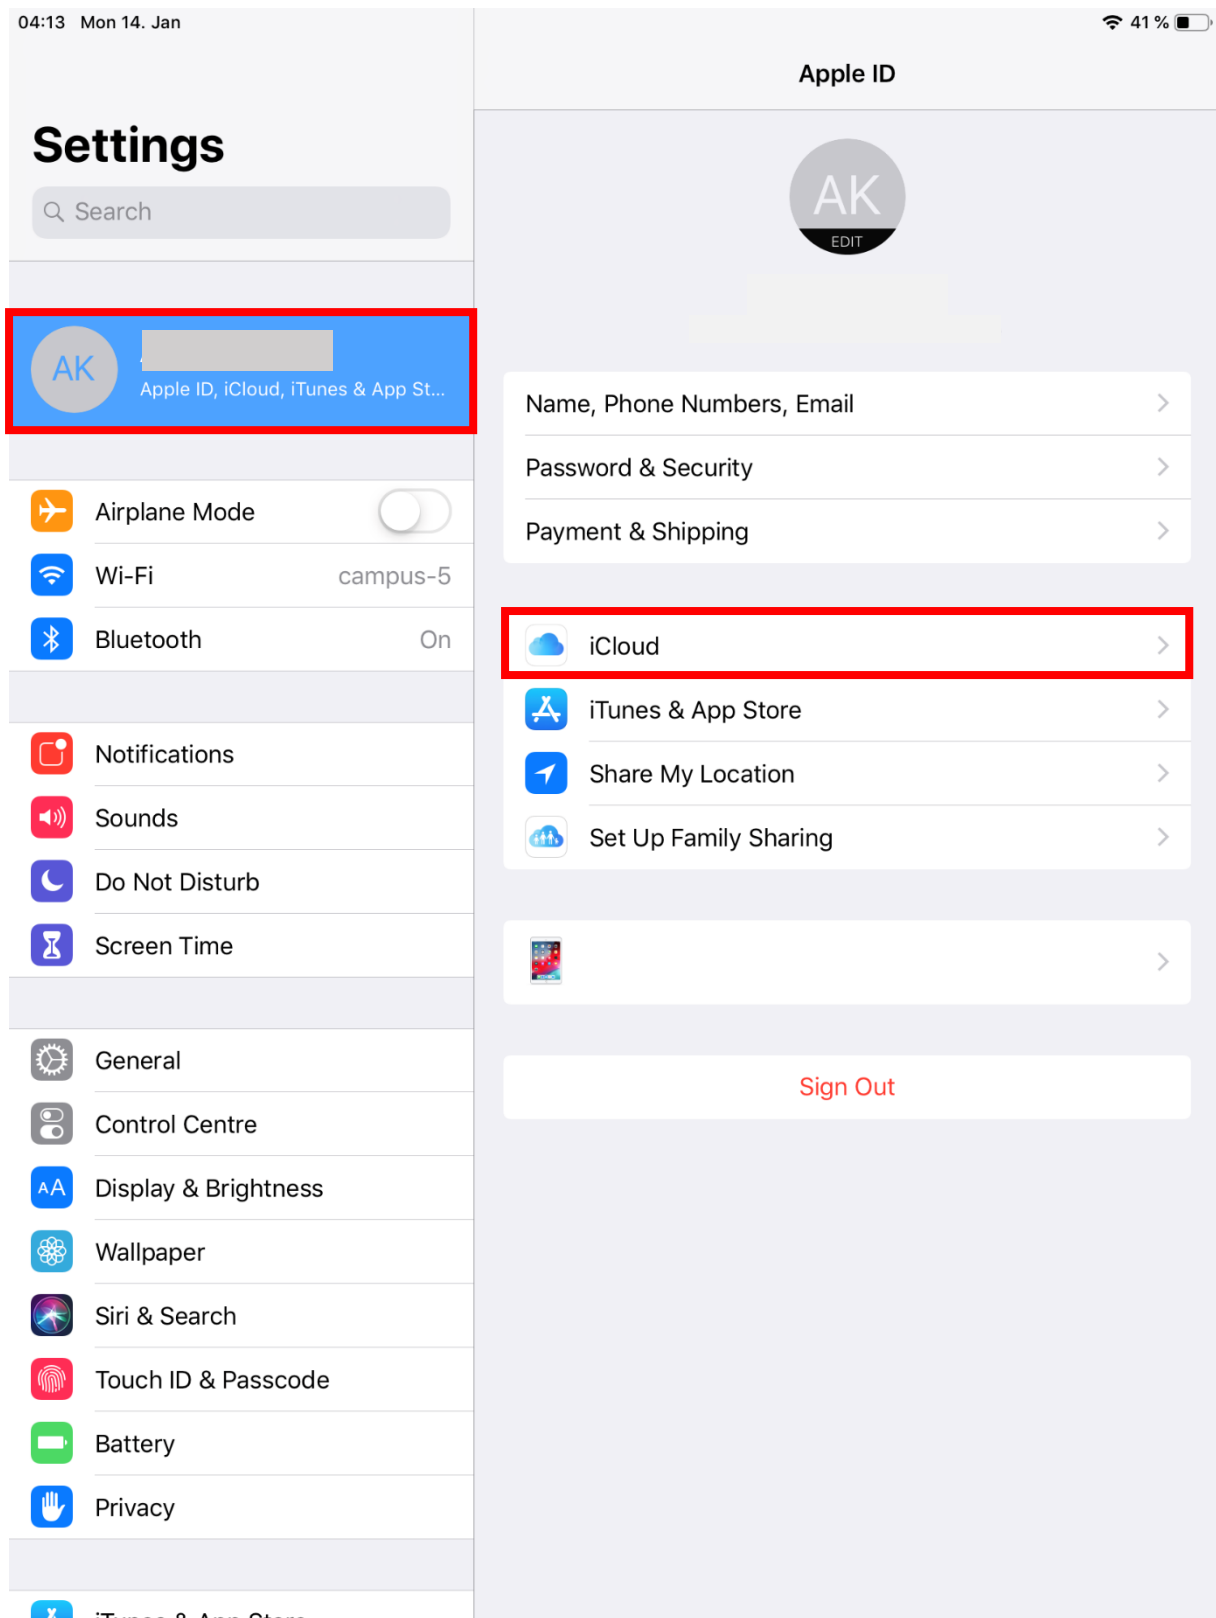 04:13 Mon 14. Jan
41 %
Settings
Search
AK
Apple ID, iCloud, iTunes & App St...
Airplane Mode
Wi-Fi campus-5
Bluetooth On
Notifications
Sounds
Do Not Disturb
Screen Time
General
Control Centre
AA Display & Brightness
Wallpaper
Siri & Search
Touch ID & Passcode
Battery
Privacy
iTunes & App Store
Apple ID
AK
EDIT
Name, Phone Numbers, Email
Password & Security
Payment & Shipping
iCloud
iTunes & App Store
Share My Location
Set Up Family Sharing
Sign Out